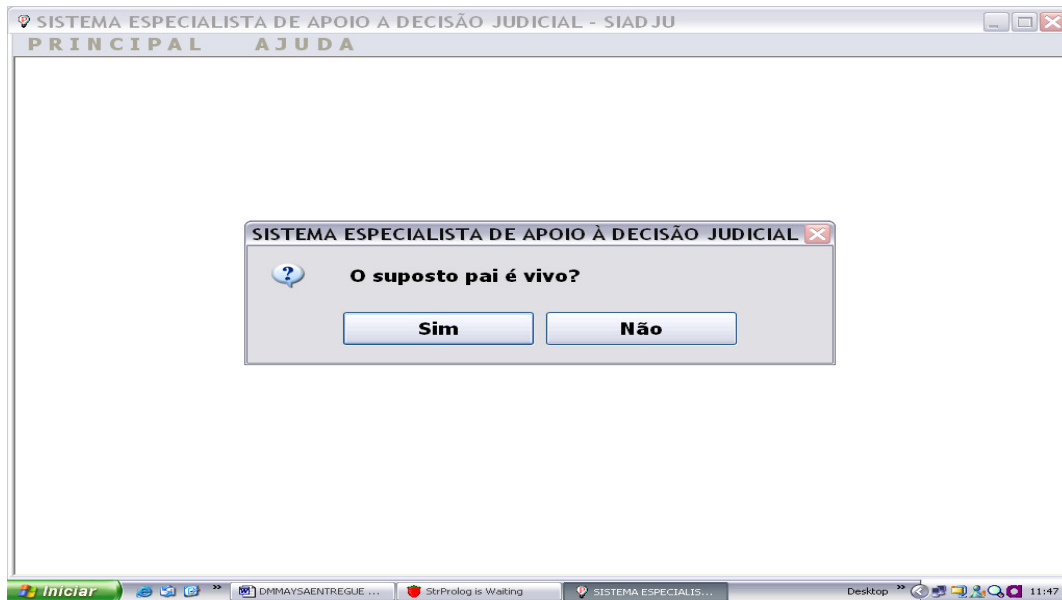 SISTEMA ESPECIALISTA DE APOIO A DECISÃO JUDICIAL - SIADJU
PRINCIPAL AJUDA
SISTEMA ESPECIALISTA DE APOIO À DECISÃO JUDICIAL
O suposto pai é vivo?
Sim Não
Iniciar DMMAYSAENTREGUE ... StrProlog is Waiting SISTEMA ESPECIALIS... Desktop 11:47